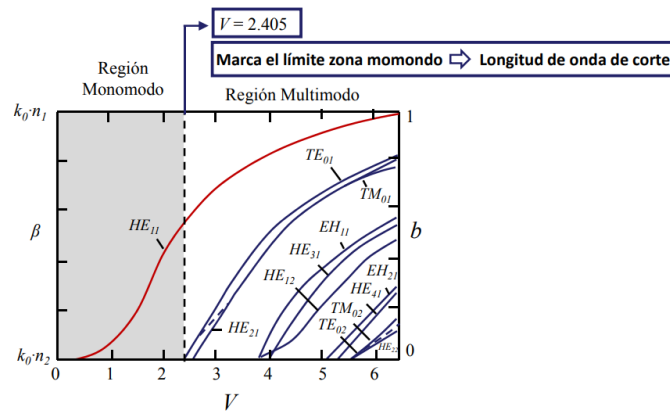 V = 2.405
Marca el límite zona momondo ⇨ Longitud de onda de corte
Región
Monomodo
Región Multimodo
k₀·n₁
1
TE₀₁
TM₀₁
HE₁₁
EH₁₁
HE₃₁
β
b
HE₁₂
EH₂₁
HE₄₁
TM₀₂
HE₂₁
TE₀₂
k₀·n₂
0
0 1 2 3 4 5 6
V